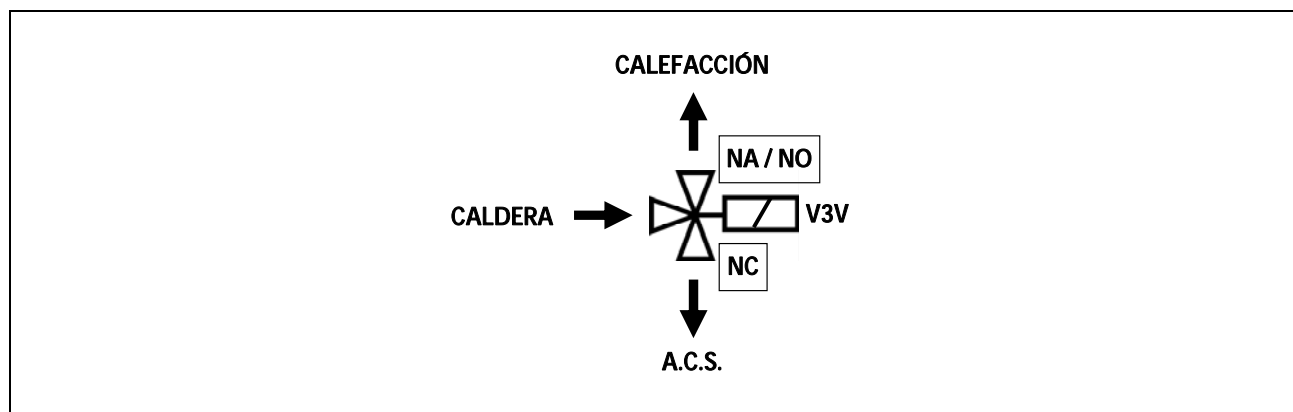 CALEFACCIÓN
NA / NO
CALDERA
V3V
NC
A.C.S.